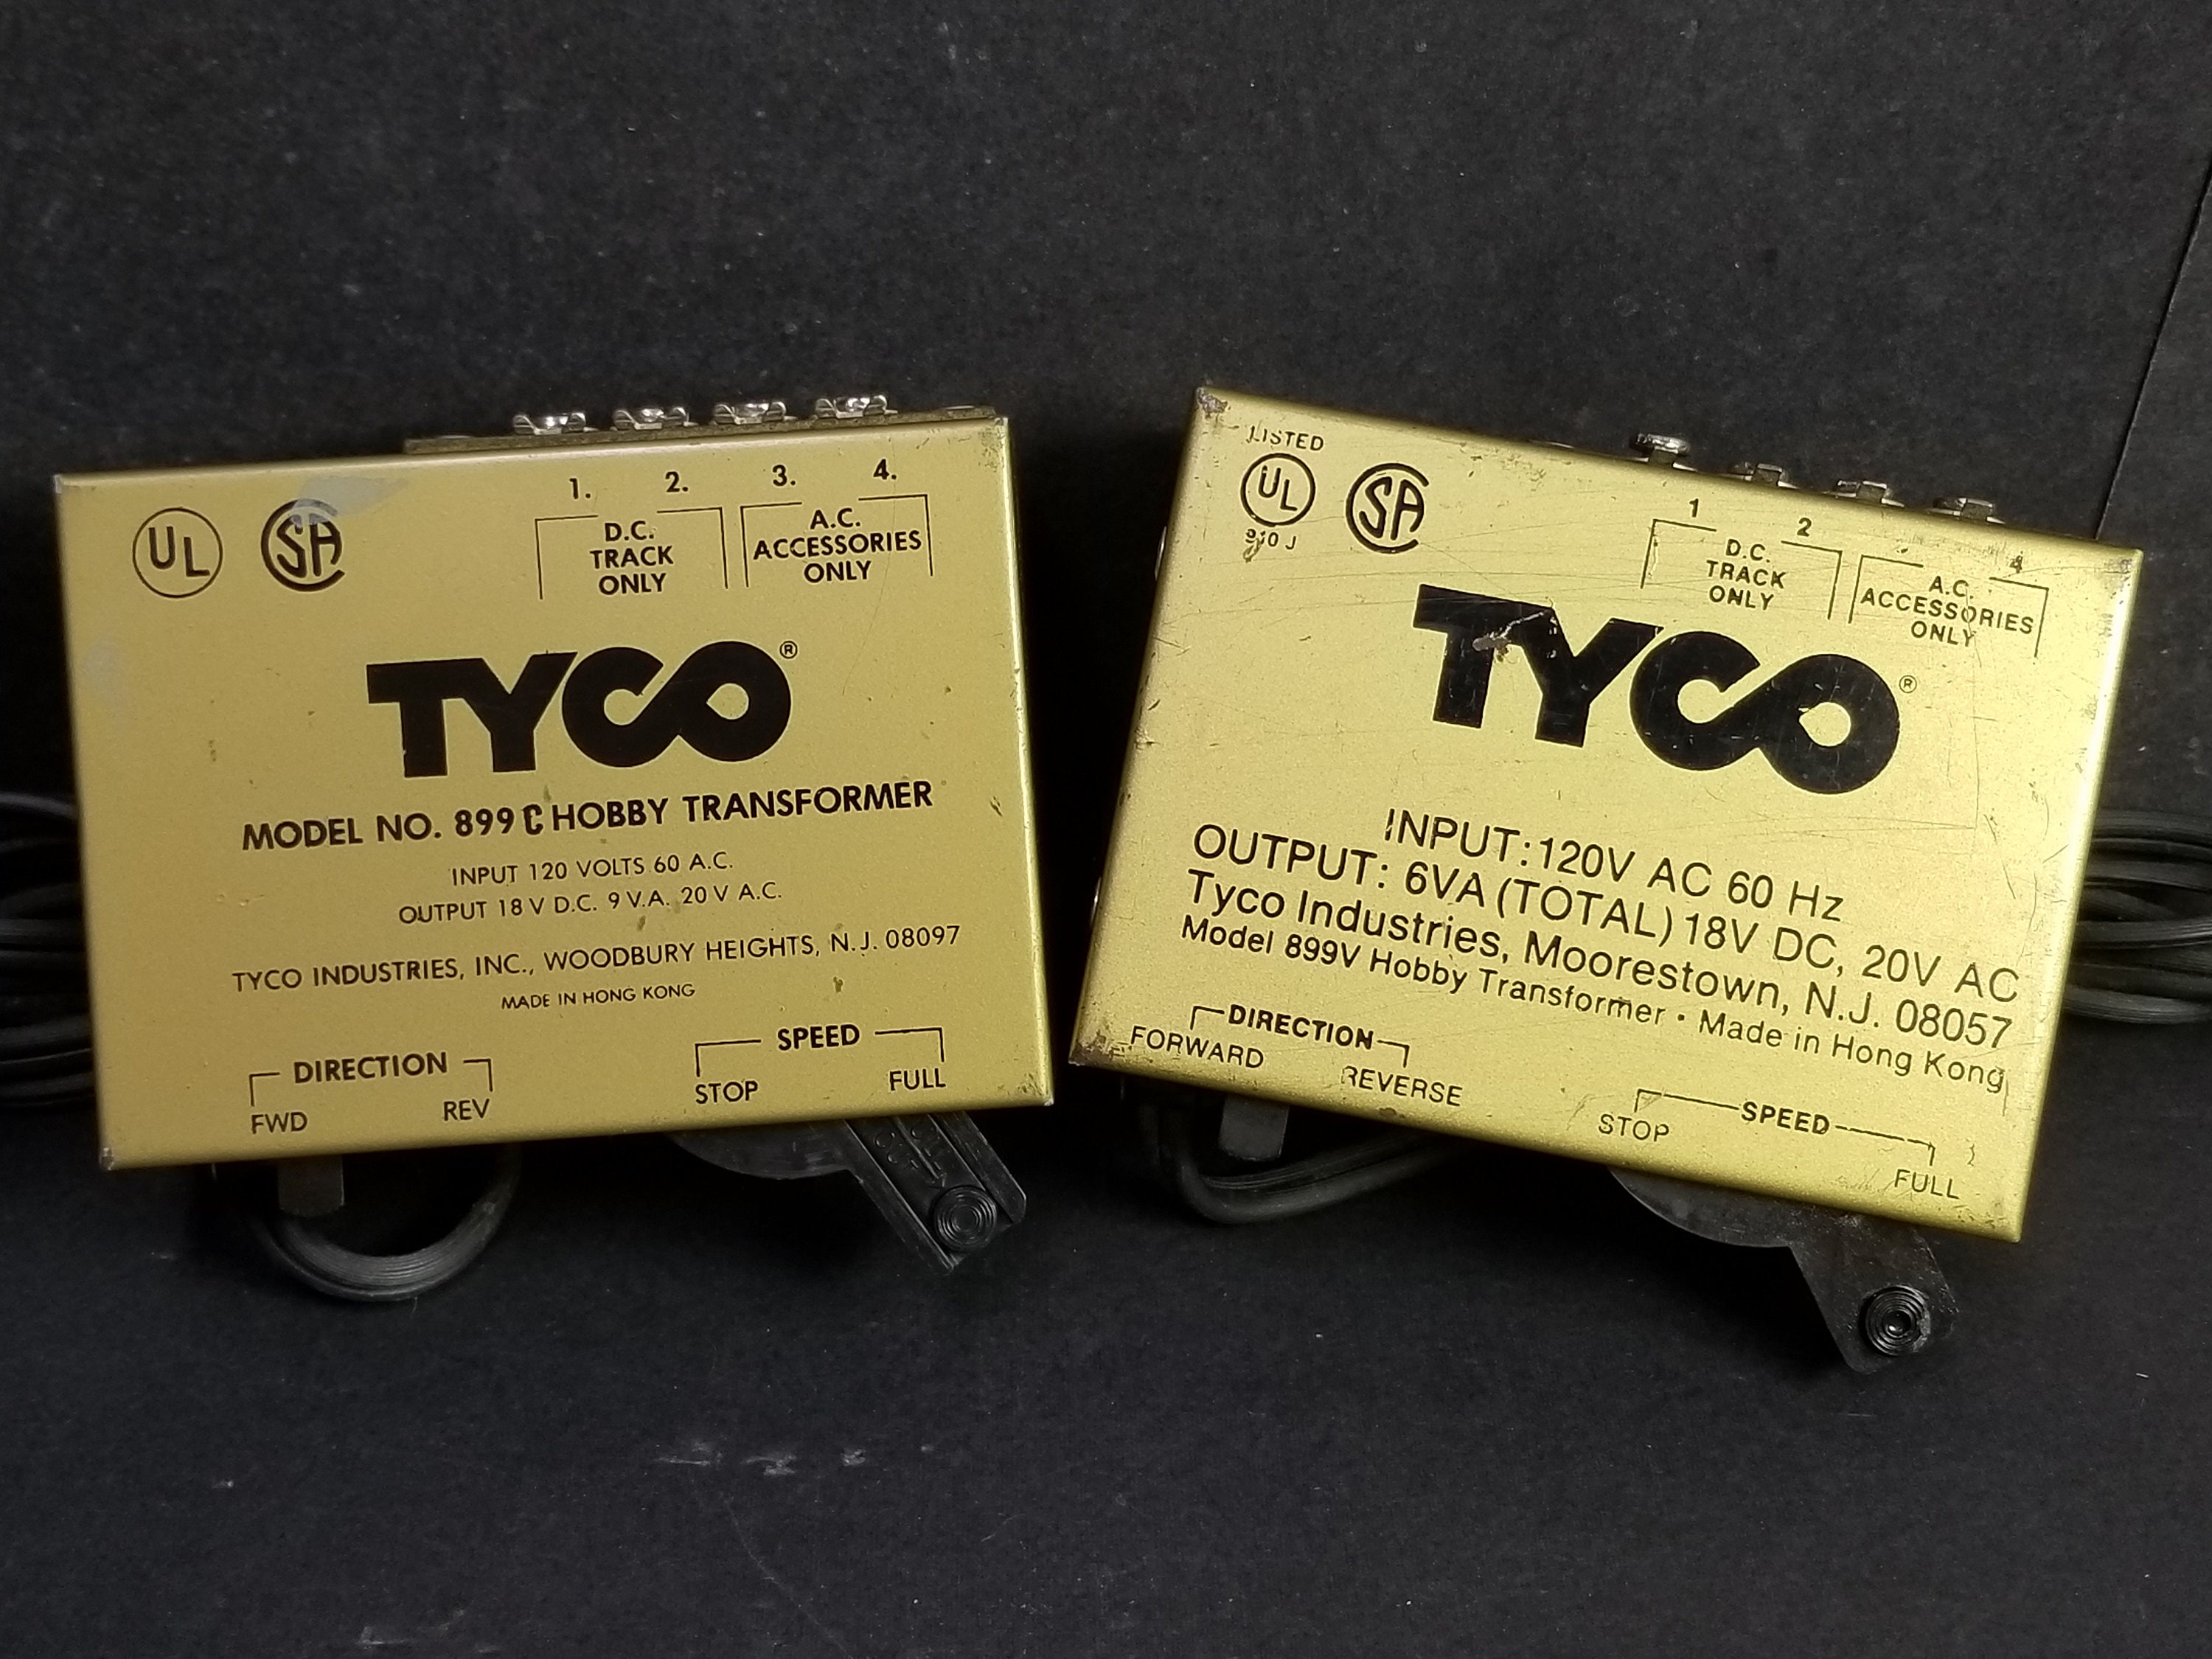 UL SA
1. 2. 3. 4.
D.C.
TRACK
ONLY
A.C.
ACCESSORIES
ONLY
TYCO®
MODEL NO. 899 C HOBBY TRANSFORMER
INPUT 120 VOLTS 60 A.C.
OUTPUT 18 V D.C. 9 V.A. 20 V A.C.
TYCO INDUSTRIES, INC., WOODBURY HEIGHTS, N.J. 08097
MADE IN HONG KONG
DIRECTION
FWD REV
SPEED
STOP FULL
LISTED
UL SA
1 2 4
D.C.
TRACK
ONLY
A.C.
ACCESSORIES
ONLY
TYCO®
INPUT: 120V AC 60 Hz
OUTPUT: 6VA (TOTAL) 18V DC, 20V AC
Tyco Industries, Moorestown, N.J. 08057
Model 899V Hobby Transformer • Made in Hong Kong
DIRECTION
FORWARD REVERSE
SPEED
STOP FULL